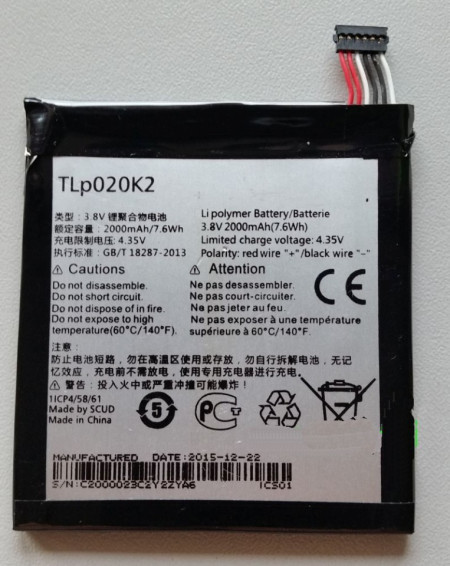 TLp020K2
类型: 3.8V 锂聚合物电池
额定容量: 2000mAh/7.6Wh
充电限制电压: 4.35V
执行标准: GB/T 18287-2013
Li polymer Battery/Batterie
3.8V 2000mAh(7.6Wh)
Limited charge voltage: 4.35V
Polarity: red wire "+"/black wire "-"
⚠ Cautions
Do not disassemble.
Do not short circuit.
Do not dispose of in fire.
Do not expose to high
temperature(60°C/140°F).
⚠ Attention
Ne pas desassembler.
Ne pas court-circuiter.
Ne pas jeter au feu.
Ne pas exposer à une température
supérieure à 60°C/140°F.
CE
注意:
防止电池短路, 勿在高温区使用或存放, 勿自行拆解电池, 无记
忆效应, 充电前不需放电, 使用专用充电器进行充电.
⚠ 警告: 投入火中或严重冲撞可能爆炸!
1ICP4/58/61
Made by SCUD
Made in China
5
MANUFACTURED DATE:2015-12-22
S/N:C2000023C2Y2ZYA6
ICS01